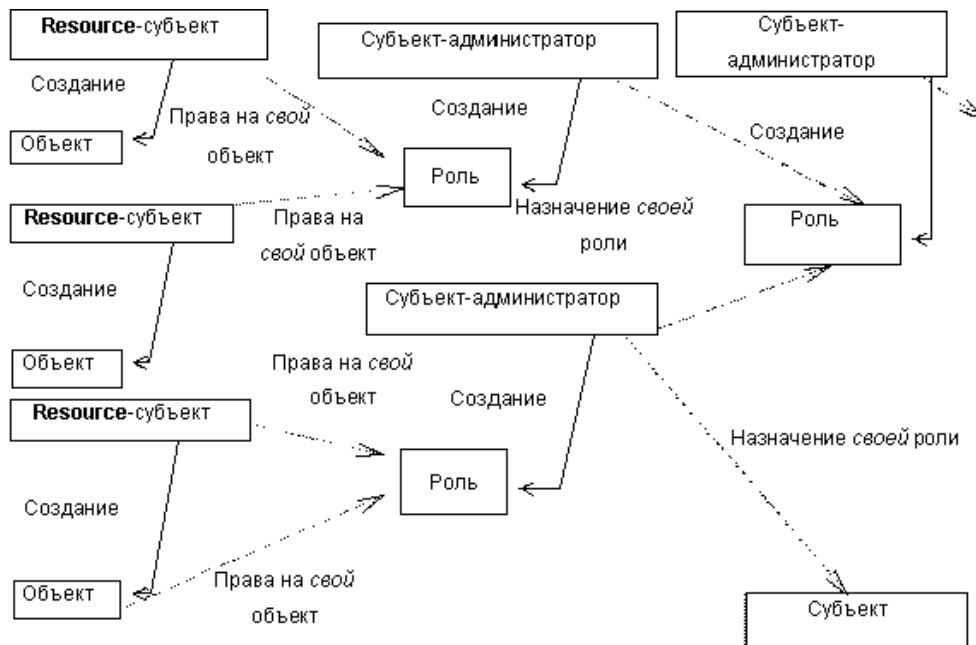 Resource-субъект
Субъект-администратор
Субъект-
администратор
Создание
Права на свой
объект
Создание
Создание
Объект
Роль
Resource-субъект
Права на
свой объект
Назначение своей
роли
Роль
Создание
Субъект-администратор
Объект
Права на свой
объект
Создание
Resource-субъект
Назначение своей роли
Роль
Создание
Объект
Права на свой
объект
Субъект